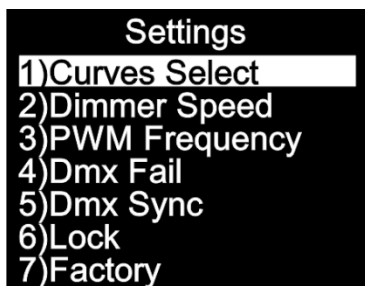 Settings
1)Curves Select
2)Dimmer Speed
3)PWM Frequency
4)Dmx Fail
5)Dmx Sync
6)Lock
7)Factory